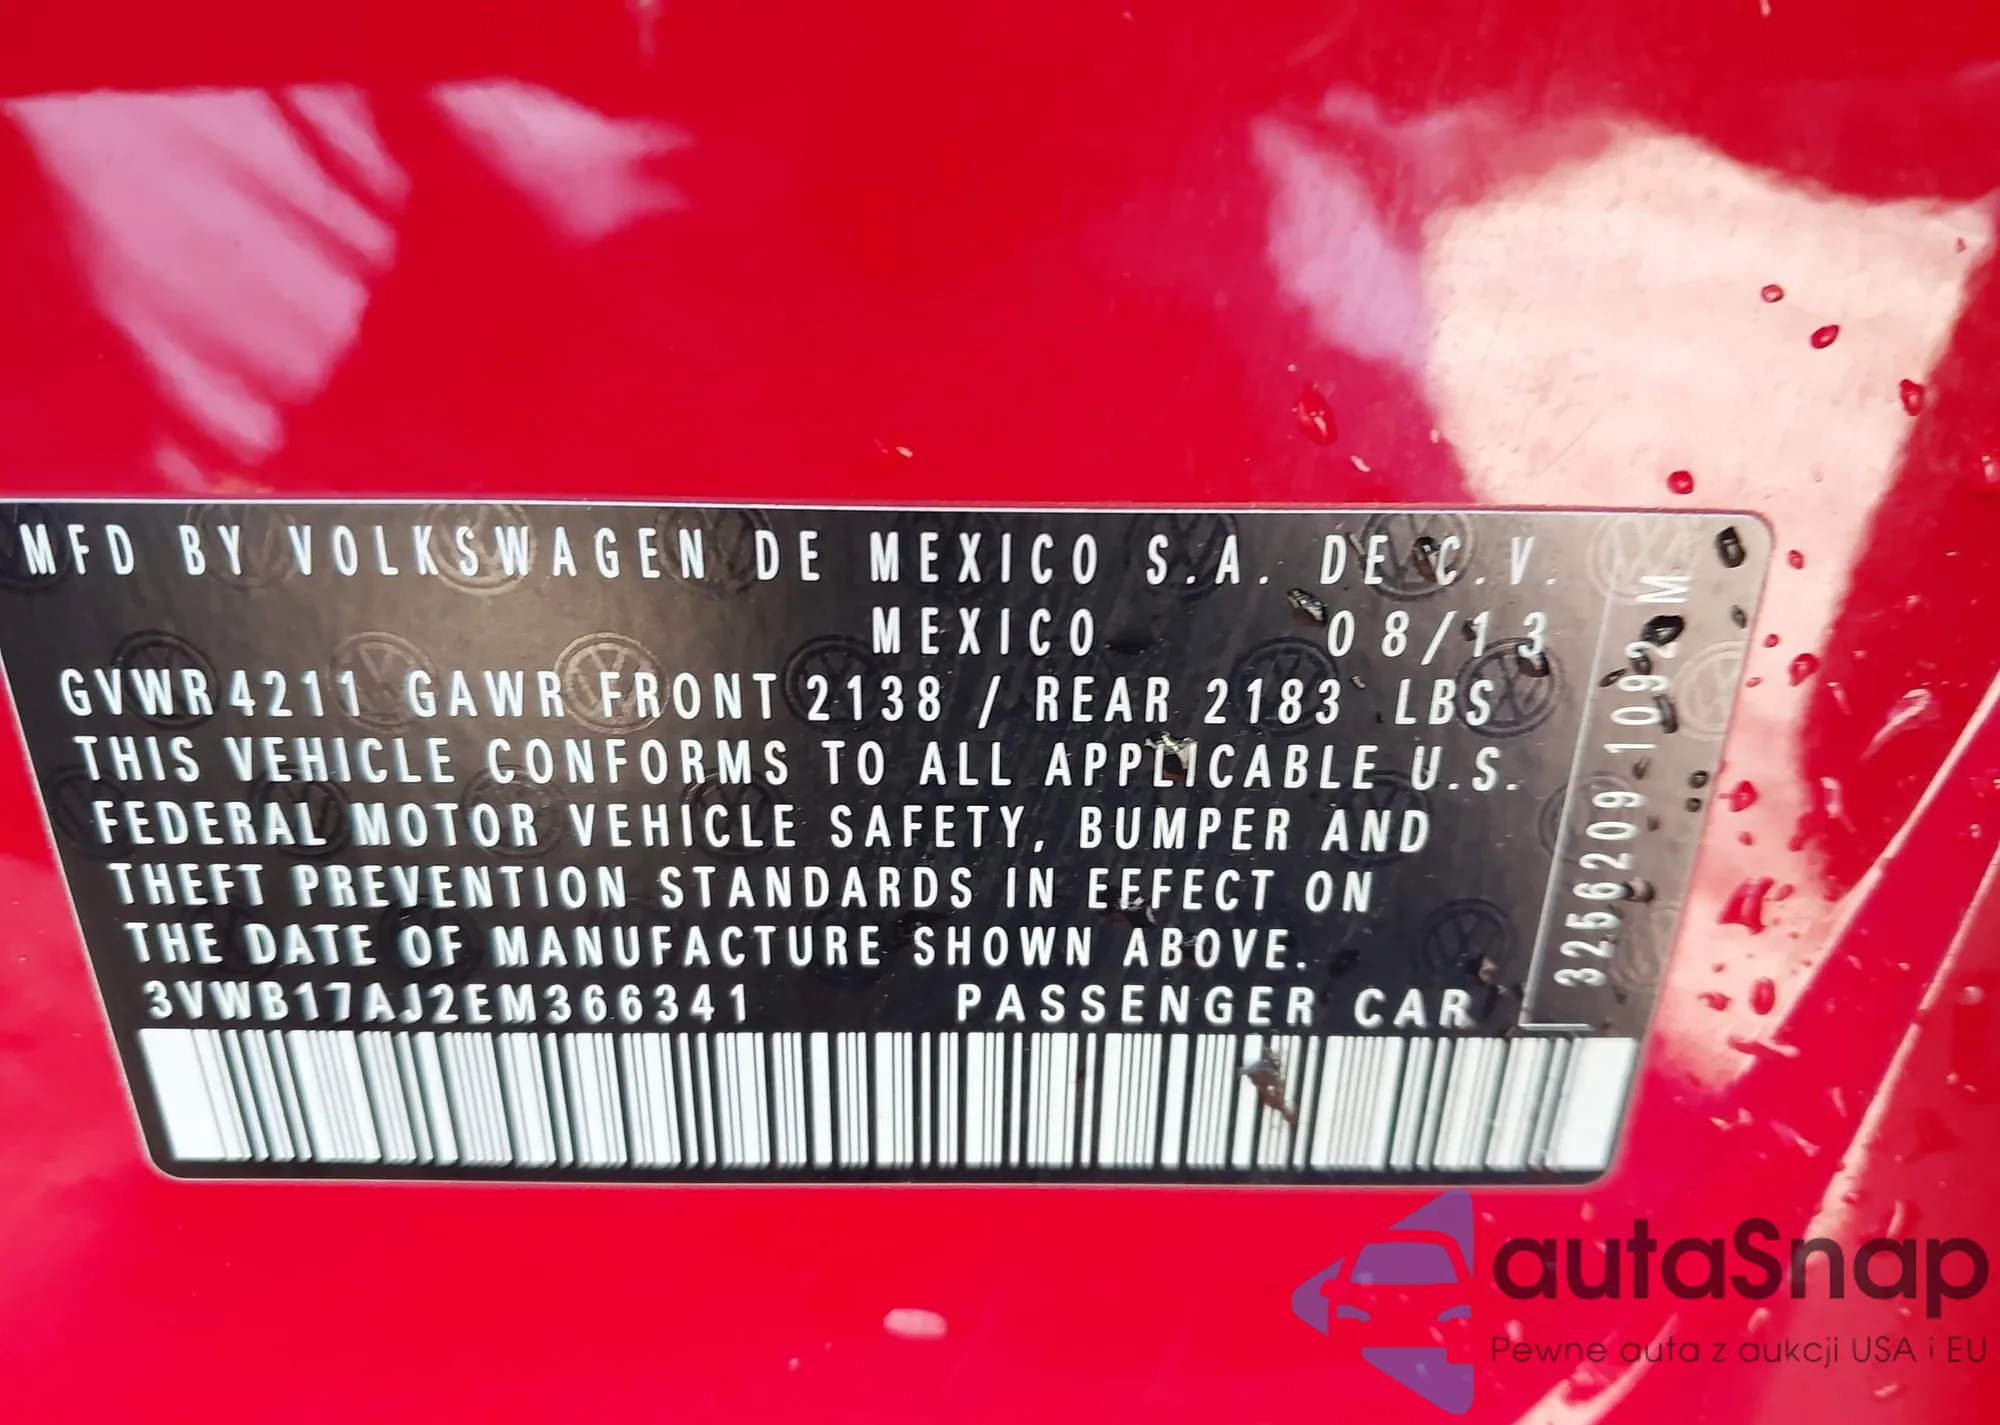 MFD BY VOLKSWAGEN DE MEXICO S.A. DE C.V.
MEXICO 08/13
GVWR 4211 GAWR FRONT 2138 / REAR 2183 LBS
THIS VEHICLE CONFORMS TO ALL APPLICABLE U.S.
FEDERAL MOTOR VEHICLE SAFETY, BUMPER AND
THEFT PREVENTION STANDARDS IN EFFECT ON
THE DATE OF MANUFACTURE SHOWN ABOVE.
3VWB17AJ2EM366341 PASSENGER CAR
3256209 1092 M
autaSnap
Pewne auta z aukcji USA i EU